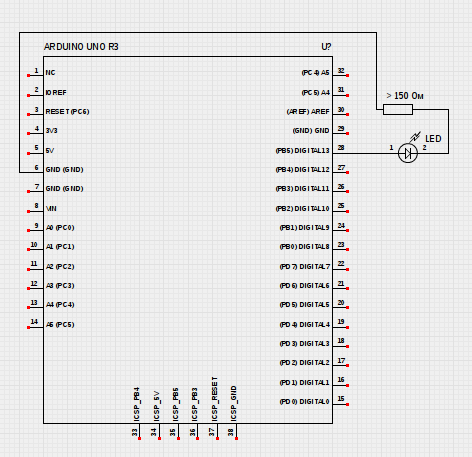 ARDUINO UNO R3 U?
1 NC
2 IOREF
3 RESET (PC6)
4 3V3
5 5V
6 GND (GND)
7 GND (GND)
8 VIN
9 A0 (PC0)
10 A1 (PC1)
11 A2 (PC2)
12 A3 (PC3)
13 A4 (PC4)
14 A5 (PC5)
(PC4) A5 32
(PC5) A4 31
(AREF) AREF 30
(GND) GND 29
(PB5) DIGITAL13 28
(PB4) DIGITAL12 27
(PB3) DIGITAL11 26
(PB2) DIGITAL10 25
(PB1) DIGITAL9 24
(PB0) DIGITAL8 23
(PD7) DIGITAL7 22
(PD6) DIGITAL6 21
(PD5) DIGITAL5 20
(PD4) DIGITAL4 19
(PD3) DIGITAL3 18
(PD2) DIGITAL2 17
(PD1) DIGITAL1 16
(PD0) DIGITAL0 15
33 ICSP_PB4
34 ICSP_5V
35 ICSP_PB5
36 ICSP_PB3
37 ICSP_RESET
38 ICSP_GND
> 150 Ом
LED
1 2